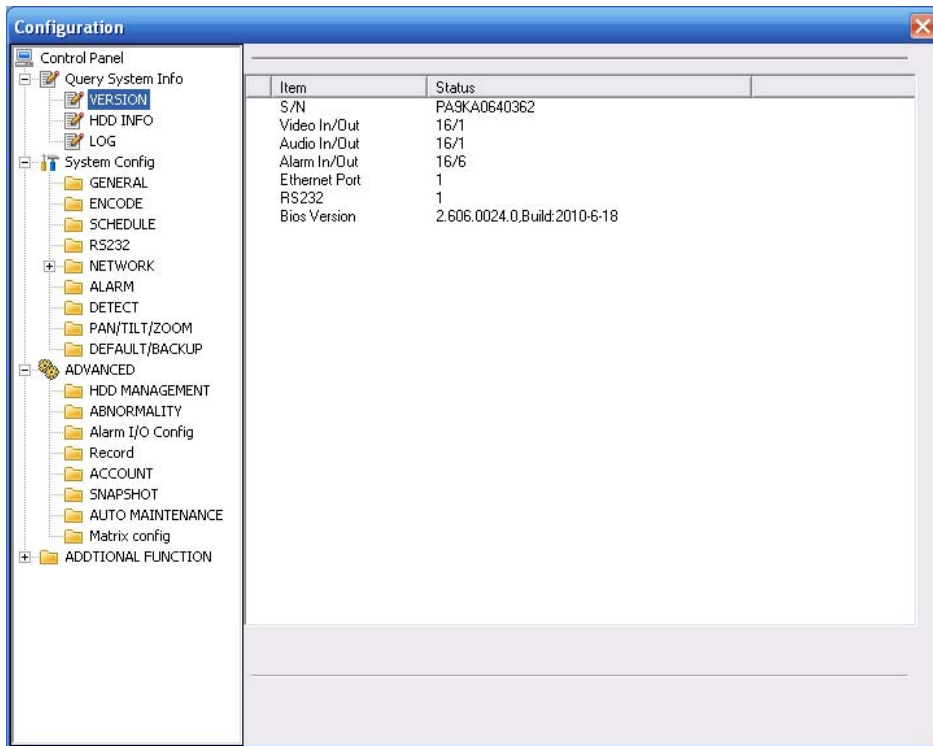 Configuration
Control Panel
Query System Info
VERSION
HDD INFO
LOG
System Config
GENERAL
ENCODE
SCHEDULE
RS232
NETWORK
ALARM
DETECT
PAN/TILT/ZOOM
DEFAULT/BACKUP
ADVANCED
HDD MANAGEMENT
ABNORMALITY
Alarm I/O Config
Record
ACCOUNT
SNAPSHOT
AUTO MAINTENANCE
Matrix config
ADDTIONAL FUNCTION
Item Status
S/N PA9KA0640362
Video In/Out 16/1
Audio In/Out 16/1
Alarm In/Out 16/6
Ethernet Port 1
RS232 1
Bios Version 2.606.0024.0,Build:2010-6-18